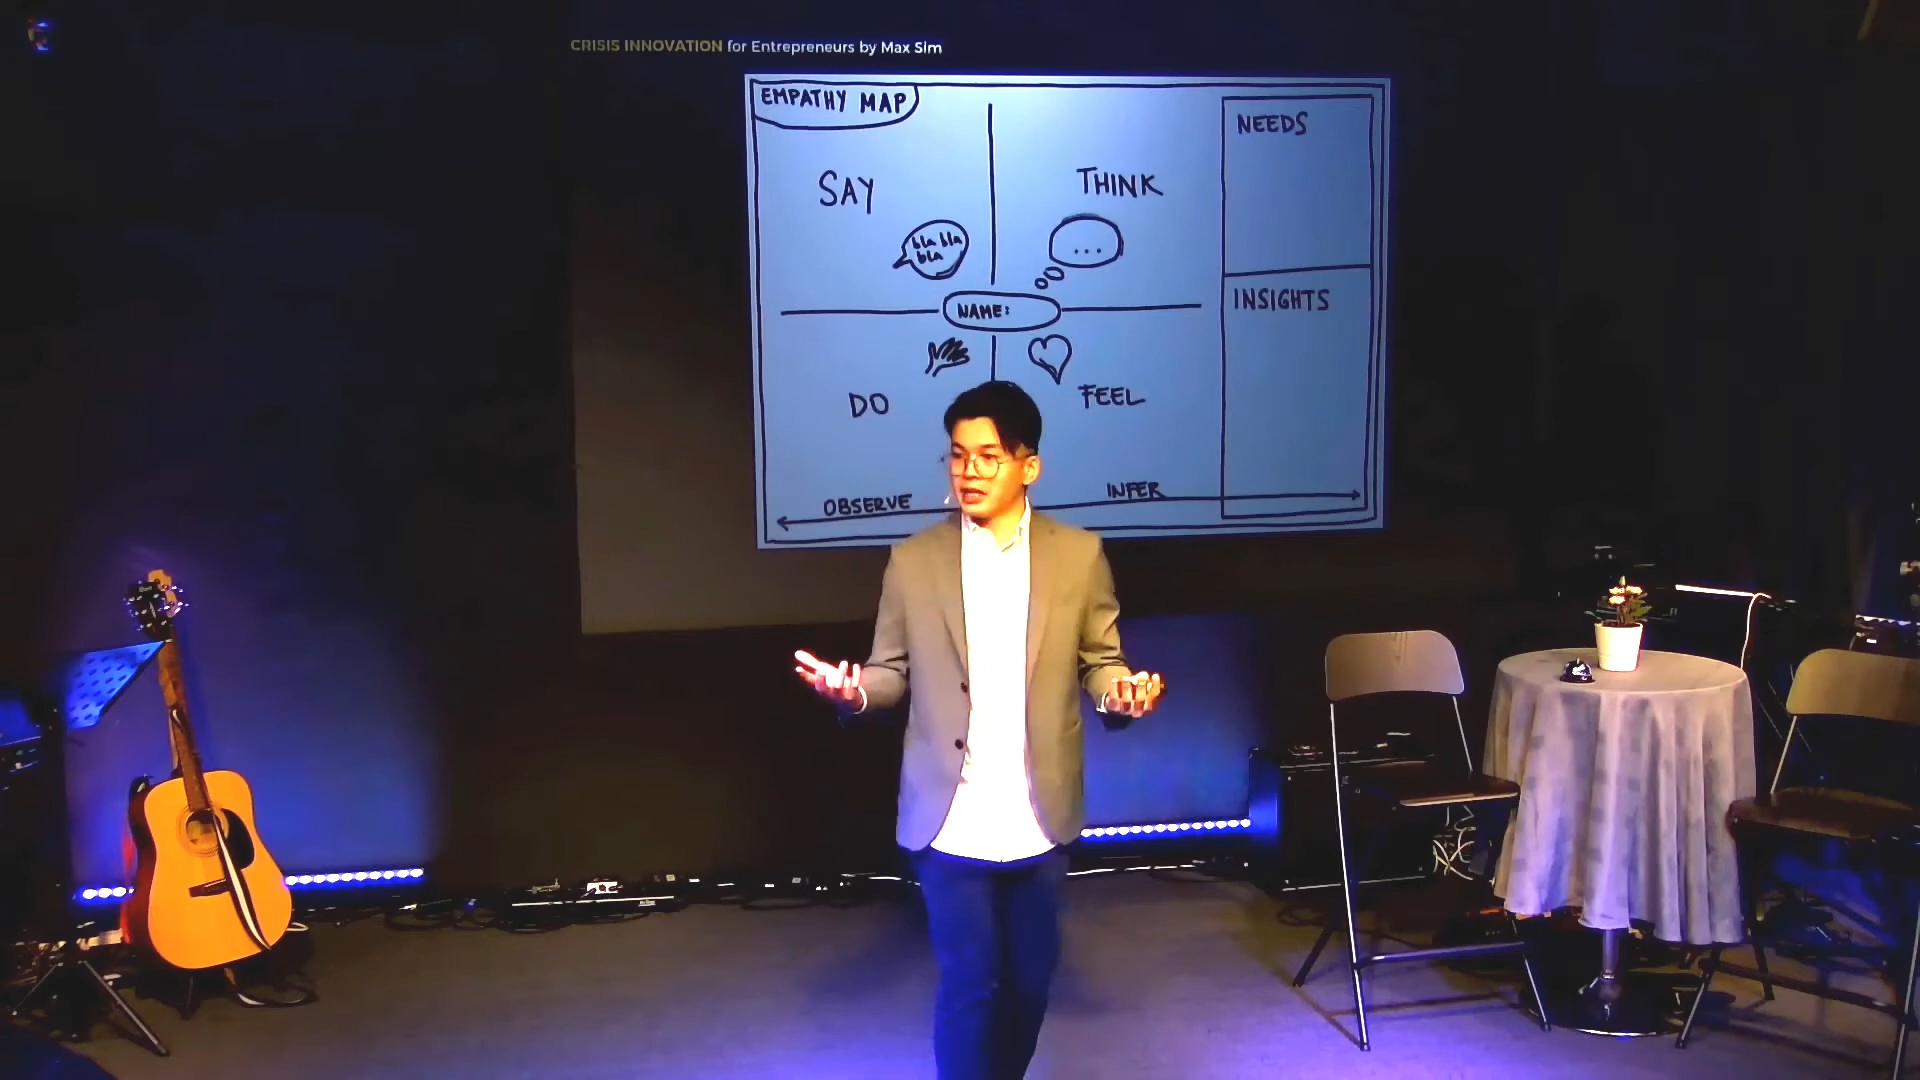 CRISIS INNOVATION for Entrepreneurs by Max Sim
EMPATHY MAP
SAY
THINK
NEEDS
bla bla
bla
...
NAME:
INSIGHTS
DO
FEEL
OBSERVE
INFER